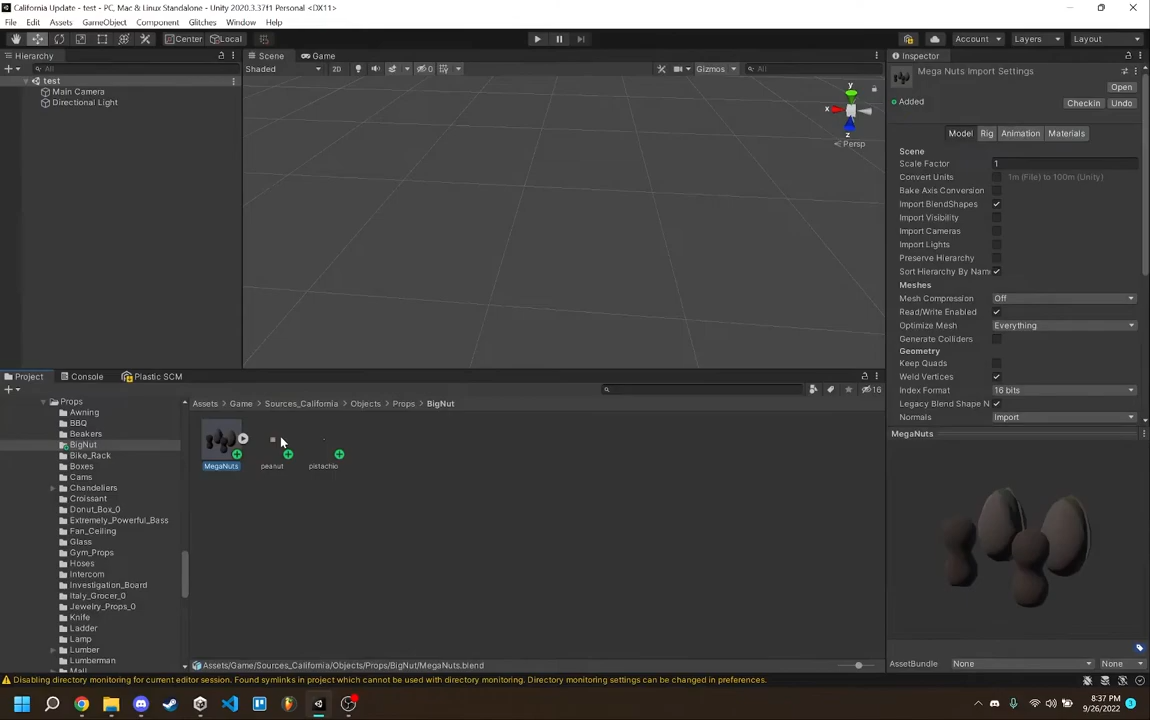 California Update - test - PC, Mac & Linux Standalone - Unity 2020.3.37f1 Personal <DX11>
File Edit Assets GameObject Component Glitches Window Help
Center Local Account Layers Layout
Hierarchy Scene Game Inspector
All Shaded 2D 0 Gizmos All
Mega Nuts Import Settings
test
Main Camera
Directional Light
y
x
z
Persp
Open
Added Checkin Undo
Model Rig Animation Materials
Scene
Scale Factor 1
Convert Units 1m (File) to 100m (Unity)
Bake Axis Conversion
Import BlendShapes
Import Visibility
Import Cameras
Import Lights
Preserve Hierarchy
Sort Hierarchy By Nam
Meshes
Mesh Compression Off
Read/Write Enabled
Optimize Mesh Everything
Generate Colliders
Geometry
Keep Quads
Weld Vertices
Index Format 16 bits
Legacy Blend Shape N
Normals Import
Project Console Plastic SCM
16
Assets > Game > Sources_California > Objects > Props > BigNut
Props
Awning
BBQ
Beakers
BigNut
Bike_Rack
Boxes
Cams
Chandeliers
Croissant
Donut_Box_0
Extremely_Powerful_Bass
Fan_Ceiling
Glass
Gym_Props
Hoses
Intercom
Investigation_Board
Italy_Grocer_0
Jewelry_Props_0
Knife
Ladder
Lamp
Lumber
Lumberman
Mall
MegaNuts peanut pistachio
MegaNuts
Assets/Game/Sources_California/Objects/Props/BigNut/MegaNuts.blend
AssetBundle None None
Disabling directory monitoring for current editor session. Found symlinks in project which cannot be used with directory monitoring. Directory monitoring settings can be changed in preferences.
8:37 PM
9/26/2022
3